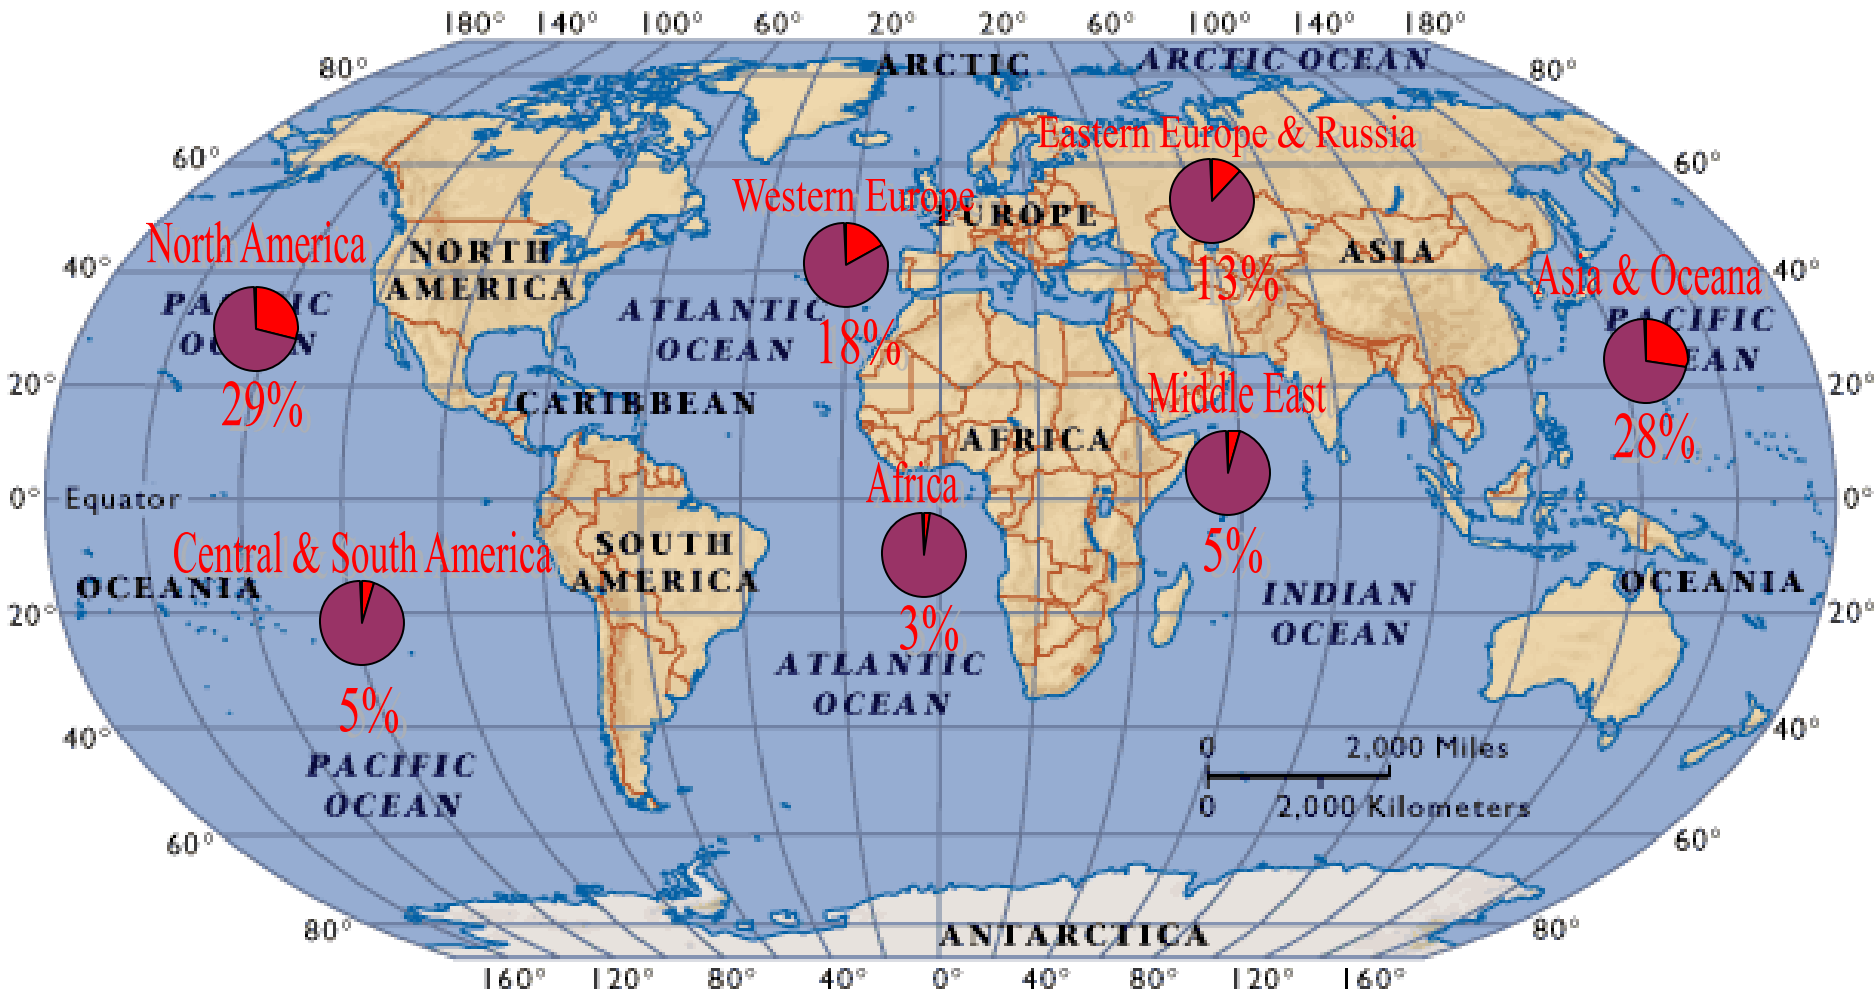 180° 140° 100° 60° 20° 20° 60° 100° 140° 180°
ARCTIC
ARCTIC OCEAN
80°
80°
Eastern Europe & Russia
60°
60°
Western Europe
EUROPE
North America
NORTH
AMERICA
ASIA
40°
40°
13%
Asia & Oceana
PACIFIC
OCEAN
ATLANTIC
OCEAN
18%
PACIFIC
OCEAN
20°
20°
29%
CARIBBEAN
Middle East
AFRICA
28%
Africa
0°
Equator
0°
Central & South America
SOUTH
AMERICA
5%
OCEANIA
INDIAN
OCEAN
OCEANIA
20°
20°
3%
ATLANTIC
OCEAN
5%
40°
40°
PACIFIC
OCEAN
0 2,000 Miles
0 2,000 Kilometers
60°
60°
80°
80°
ANTARCTICA
160° 120° 80° 40° 0° 40° 80° 120° 160°